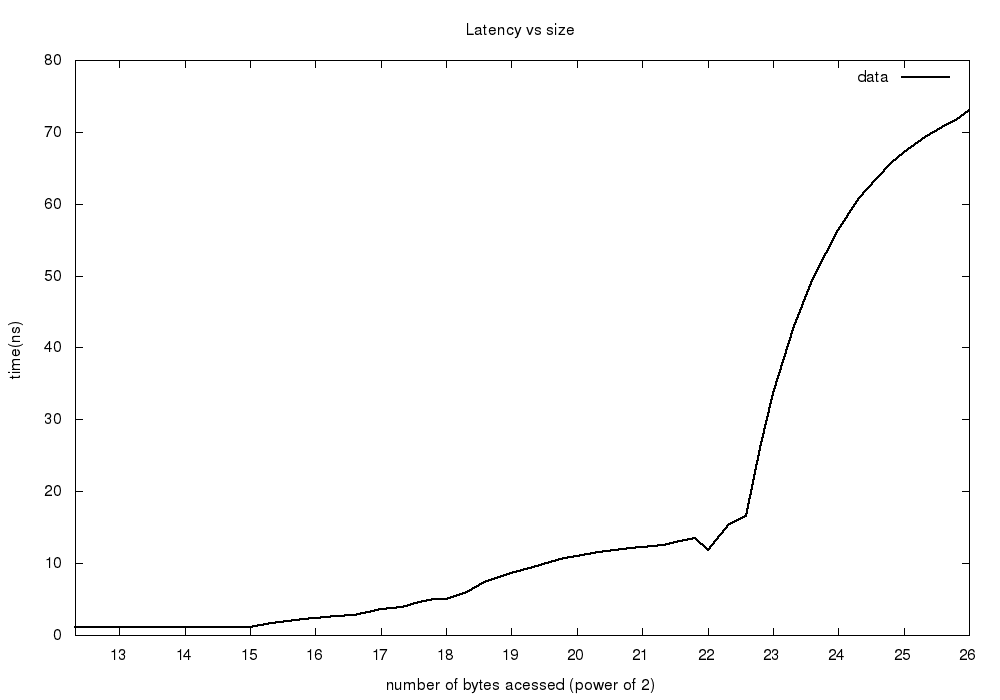 Latency vs size
80
data
70
60
50
40
time(ns)
30
20
10
0
13 14 15 16 17 18 19 20 21 22 23 24 25 26
number of bytes acessed (power of 2)